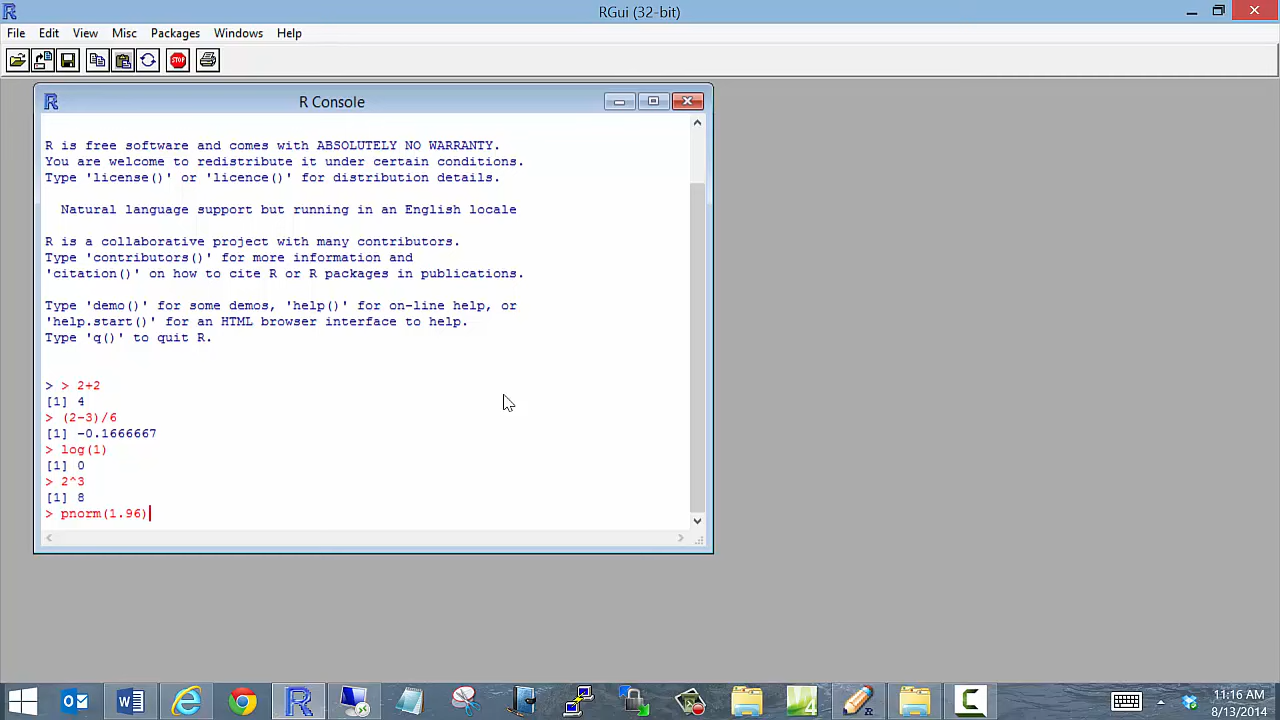 RGui (32-bit)
File Edit View Misc Packages Windows Help
STOP
R Console
R is free software and comes with ABSOLUTELY NO WARRANTY.
You are welcome to redistribute it under certain conditions.
Type 'license()' or 'licence()' for distribution details.
Natural language support but running in an English locale
R is a collaborative project with many contributors.
Type 'contributors()' for more information and
'citation()' on how to cite R or R packages in publications.
Type 'demo()' for some demos, 'help()' for on-line help, or
'help.start()' for an HTML browser interface to help.
Type 'q()' to quit R.
> > 2+2
[1] 4
> (2-3)/6
[1] -0.1666667
> log(1)
[1] 0
> 2^3
[1] 8
> pnorm(1.96)
11:16 AM
8/13/2014